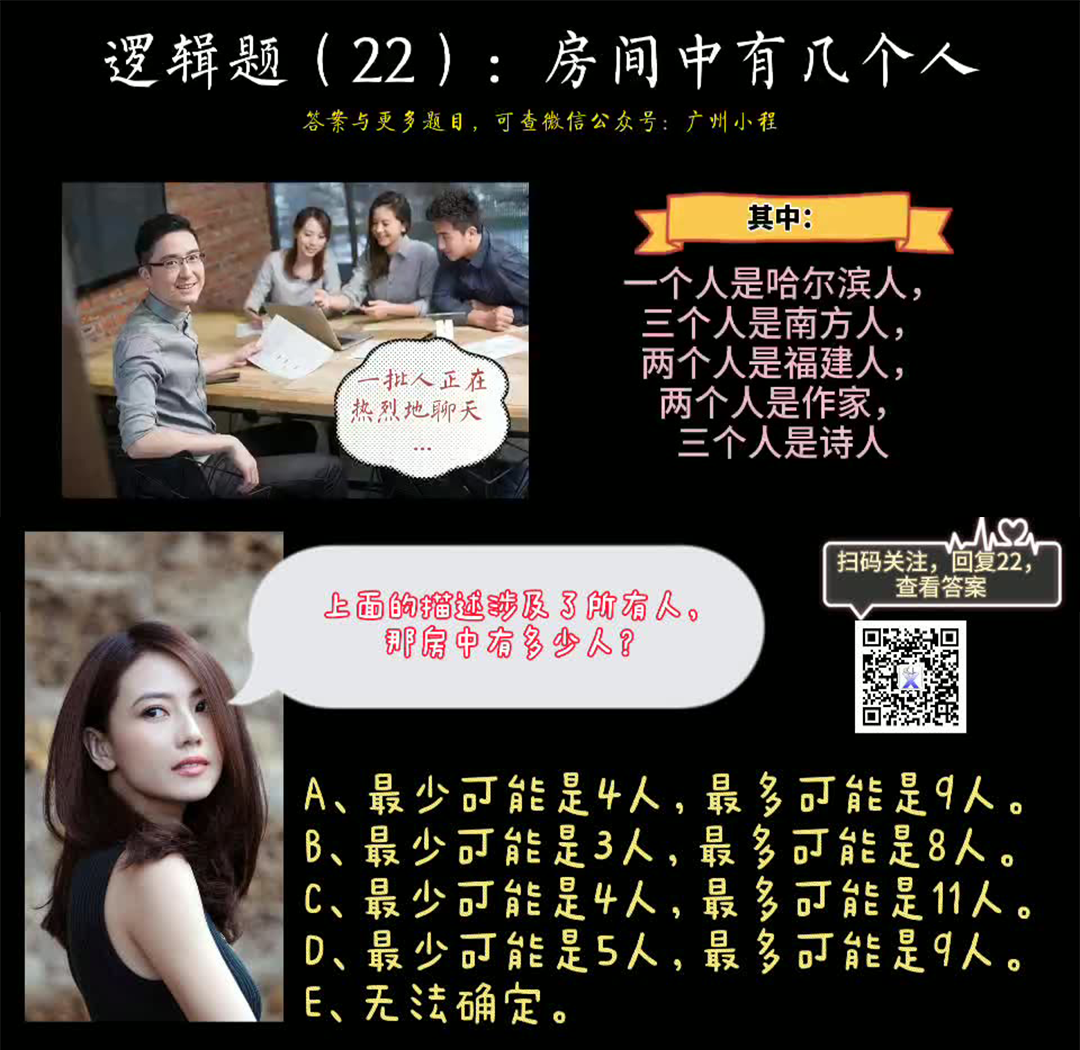 逻辑题（22）：房间中有几个人
答案与更多题目，可查微信公众号：广州小程
其中：
一个人是哈尔滨人，
三个人是南方人，
两个人是福建人，
两个人是作家，
三个人是诗人
一批人正在
热烈地聊天
...
上面的描述涉及了所有人，
那房中有多少人？
扫码关注，回复22，
查看答案
A、最少可能是4人，最多可能是9人。
B、最少可能是3人，最多可能是8人。
C、最少可能是4人，最多可能是11人。
D、最少可能是5人，最多可能是9人。
E、无法确定。